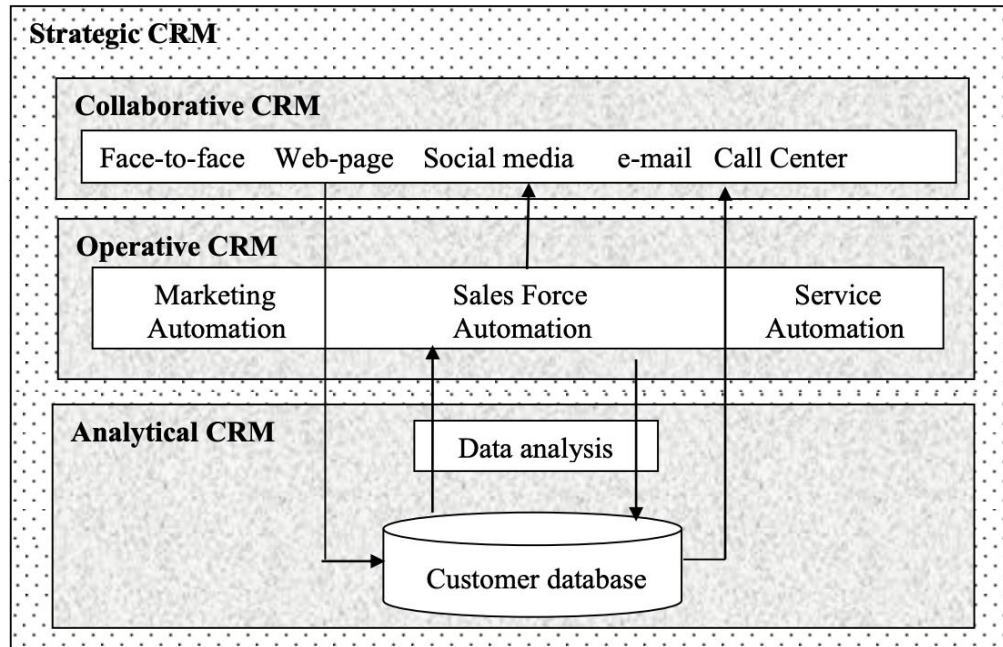 Strategic CRM
Collaborative CRM
Face-to-face Web-page Social media e-mail Call Center
Operative CRM
Marketing Automation
Sales Force Automation
Service Automation
Analytical CRM
Data analysis
Customer database